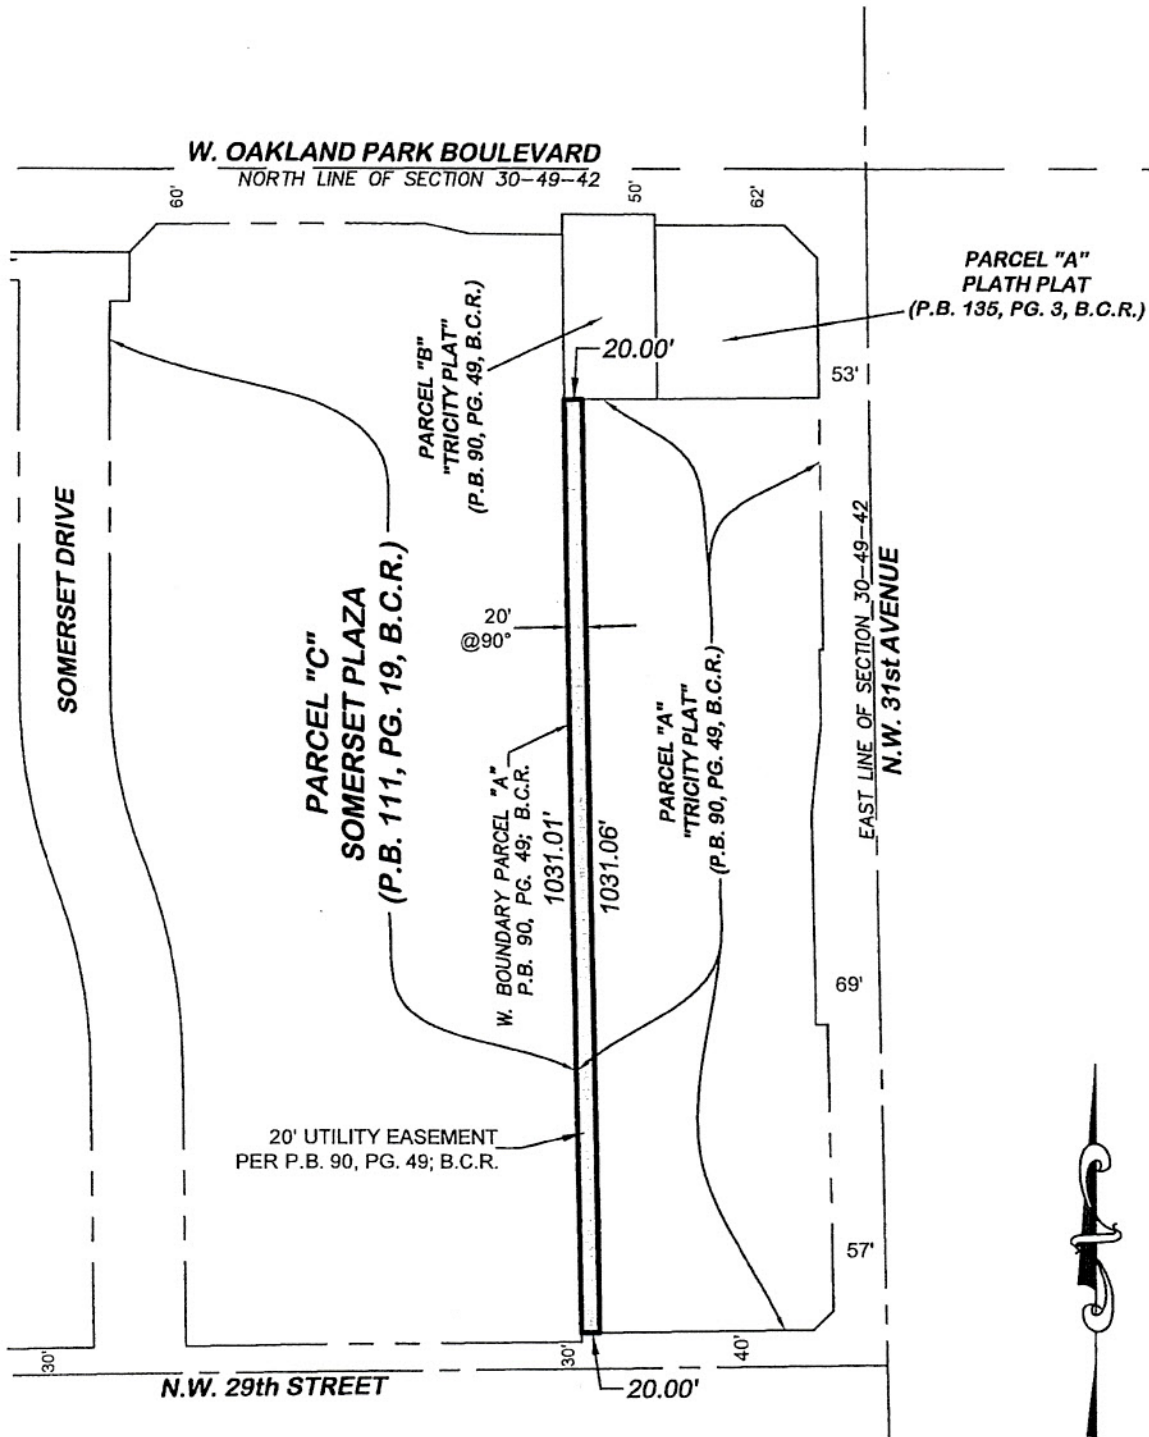 W. OAKLAND PARK BOULEVARD
NORTH LINE OF SECTION 30-49-42
60'
50'
62'
PARCEL "A"
PLATH PLAT
(P.B. 135, PG. 3, B.C.R.)
PARCEL "B"
"TRICITY PLAT"
(P.B. 90, PG. 49, B.C.R.)
20.00'
53'
SOMERSET DRIVE
PARCEL "C"
SOMERSET PLAZA
(P.B. 111, PG. 19, B.C.R.)
20'
@90°
W. BOUNDARY PARCEL "A"
P.B. 90, PG. 49; B.C.R.
1031.01'
1031.06'
PARCEL "A"
"TRICITY PLAT"
(P.B. 90, PG. 49, B.C.R.)
EAST LINE OF SECTION 30-49-42
N.W. 31st AVENUE
69'
20' UTILITY EASEMENT
PER P.B. 90, PG. 49; B.C.R.
57'
30'
30'
40'
N.W. 29th STREET
20.00'